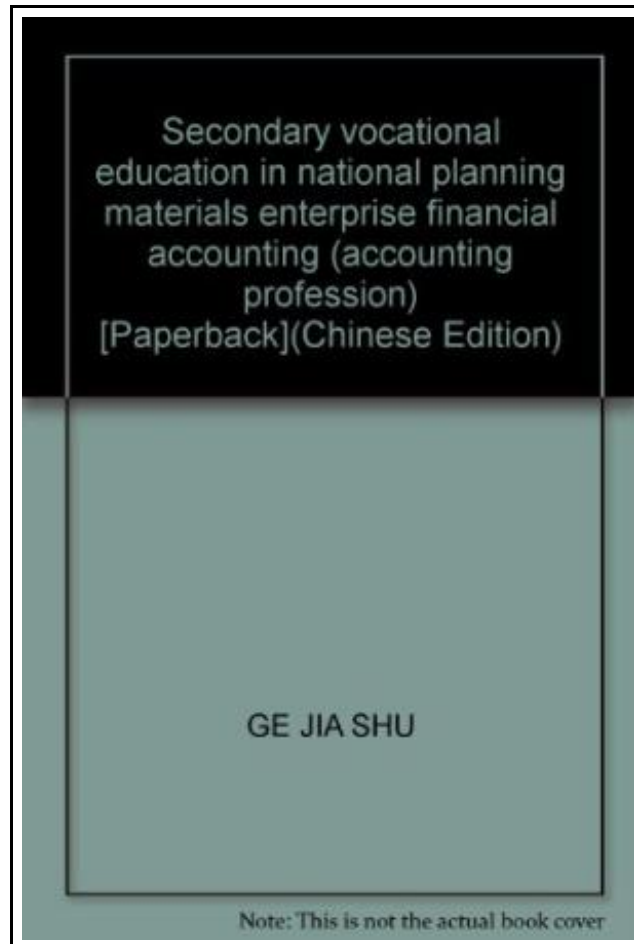 Secondary vocational
education in national planning
materials enterprise financial
accounting (accounting
profession)
[Paperback](Chinese Edition)
GE JIA SHU
Note: This is not the actual book cover